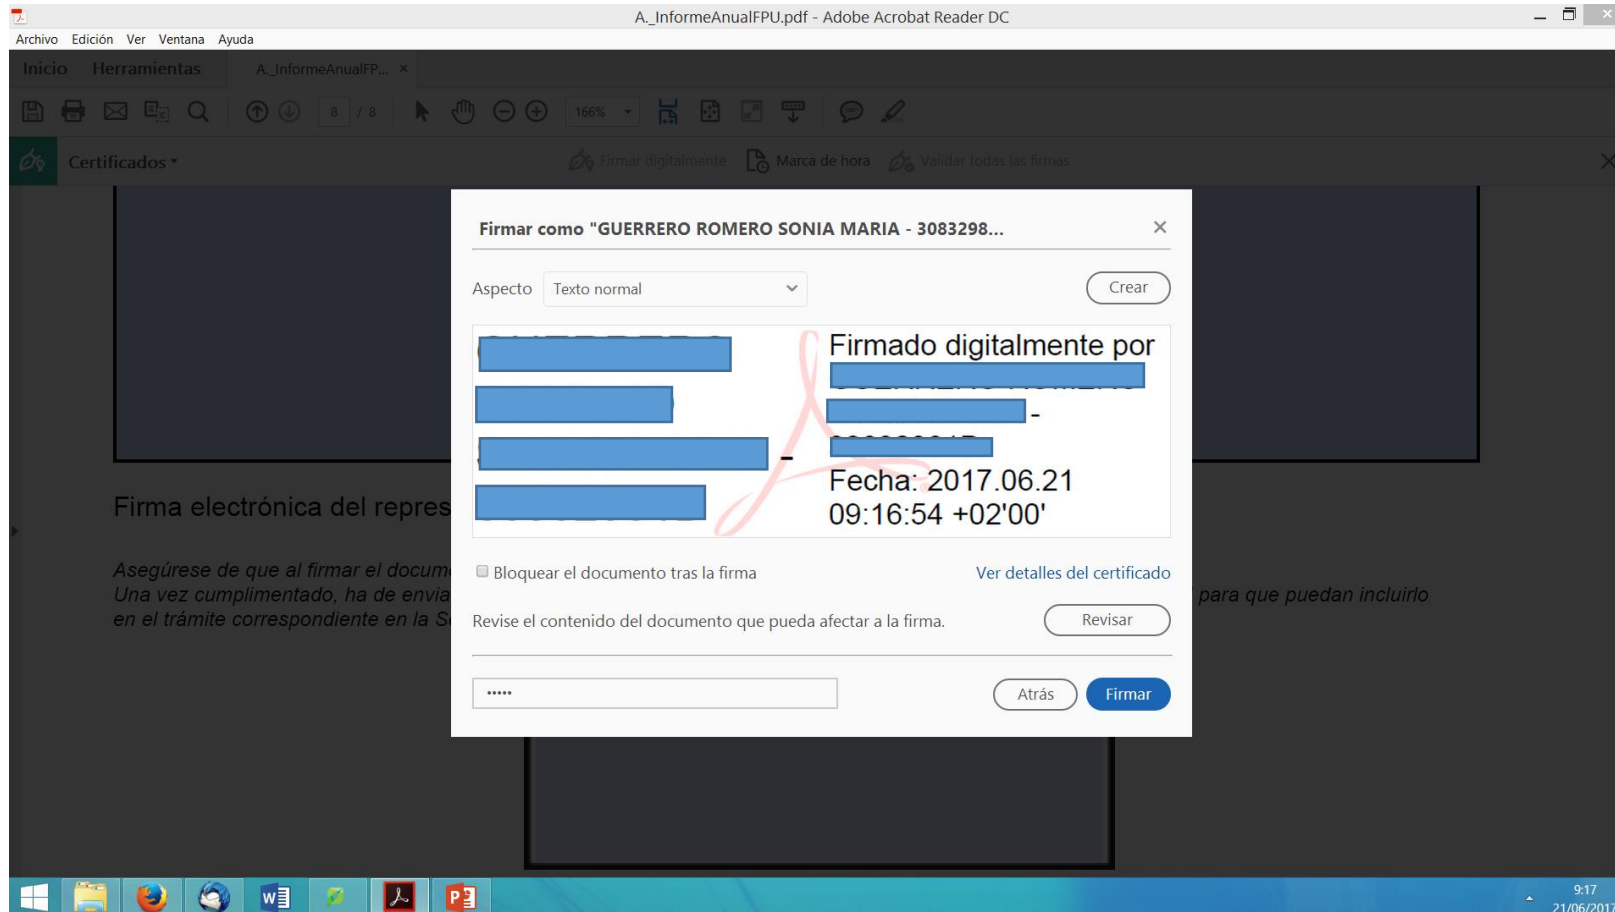 A._InformeAnualFPU.pdf - Adobe Acrobat Reader DC
Archivo Edición Ver Ventana Ayuda
Inicio Herramientas A._InformeAnualFP... ×
8 / 8 166%
Certificados Firmar digitalmente Marca de hora Validar todas las firmas
Firmar como "GUERRERO ROMERO SONIA MARIA - 3083298...
Aspecto Texto normal Crear
Firmado digitalmente por
-
-
Fecha: 2017.06.21
09:16:54 +02'00'
Firma electrónica del repres
Asegúrese de que al firmar el docum
Una vez cumplimentado, ha de envia para que puedan incluirlo
en el trámite correspondiente en la S
Bloquear el documento tras la firma Ver detalles del certificado
Revise el contenido del documento que pueda afectar a la firma. Revisar
••••• Atrás Firmar
9:17
21/06/2017